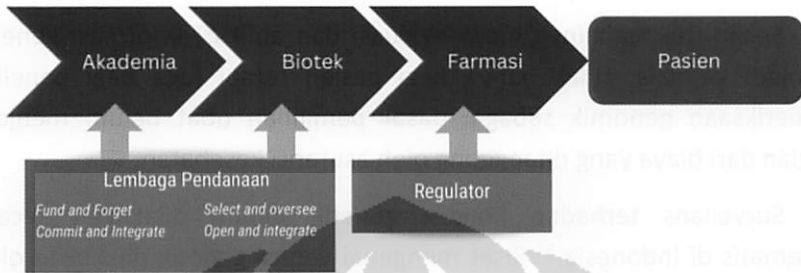 Akademia Biotek Farmasi Pasien
Lembaga Pendanaan
Fund and Forget Select and oversee
Commit and Integrate Open and integrate
Regulator